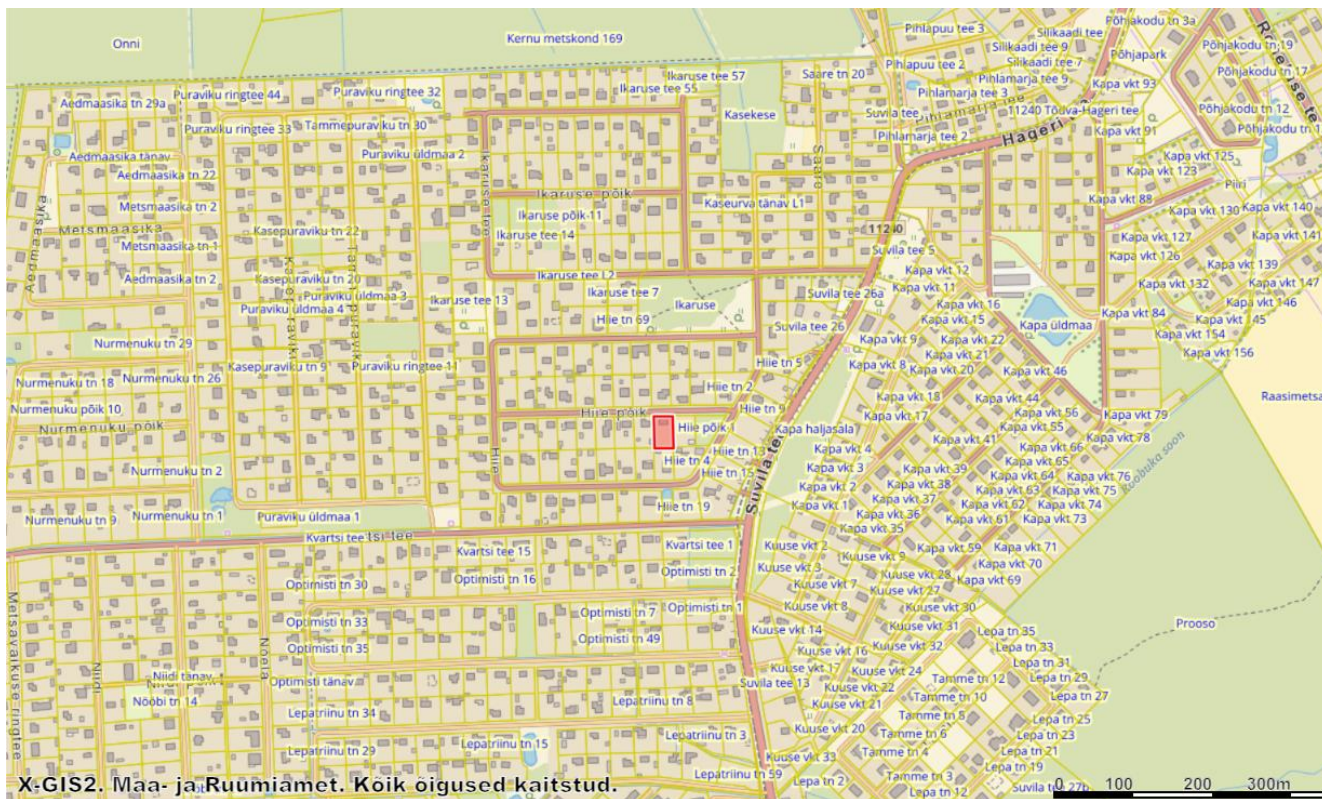 Onni
Kernu metskond 169
Pihlapuu tee 3
Põhjakodu tn 3a
Silikaadi tee
Silikaadi tee 9
Põhjapark
Põhjakodu tn 19
Ikaruse tee 57
Saare tn 20
Pihlapuu tee 2
Silikaadi tee 7
Põhjakodu tn 17
Puraviku ringtee 44
Puraviku ringtee 32
Ikaruse tee 55
Pihlamarja tee 9
Kapa vkt 93
Aedmaasika tn 29a
Pihlamarja tee 3
11240 Tõdva-Hageri tee
Põhjakodu tn 12
Kasekese
Suvila tee
Pihlamarja tee
Puraviku ringtee 33
Tammepuraviku tn 30
Pihlamarja tee 2
Kapa vkt 91
Aedmaasika tänav
Puraviku üldmaa 2
Kapa vkt 125
Aedmaasika tn 22
Ikaruse tee
Saare
Kapa vkt 123
Piiri
Ikaruse põik
Kapa vkt 88
Metsmaasika tn 2
Kaseurva tänav L1
Kapa vkt 130
Kapa vkt 140
Ikaruse põik 11
Metsmaasika
Kasepuraviku tn 22
Ikaruse tee 14
Kapa vkt 127
Kapa vkt 141
Metsmaasika tn 1
Suvila tee 5
Kapa vkt 126
Aedmaasika
Aedmaasika tn 2
Kasepuraviku tn 20
Ikaruse tee L2
Kapa vkt 12
Kapa vkt 139
Kapa vkt 132
Kapa vkt 147
Puraviku üldmaa 3
Ikaruse tee 13
Ikaruse tee 7
Ikaruse
Suvila tee 26a
Kapa vkt 11
Kapa vkt 16
Kapa vkt 146
Puraviku üldmaa 4
Hiie tn 69
Suvila tee 26
Kapa vkt 15
Kapa üldmaa
Kapa vkt 84
Kapa vkt 145
Nurmenuku tn 29
Kapa vkt 9
Kapa vkt 22
Kapa vkt 154
Kapa vkt 21
Kapa vkt 156
Kasepuraviku tn 9
Puraviku ringtee 11
Hiie tn 5
Kapa vkt 8
Kapa vkt 20
Kapa vkt 46
Nurmenuku tn 18
Nurmenuku tn 26
Hiie tn 2
Kapa vkt 18
Kapa vkt 44
Raasimetsa
Nurmenuku põik 10
Hiie põik
Hiie tn 9
Kapa vkt 17
Kapa vkt 56
Kapa vkt 79
Nurmenuku põik
Hiie põik 1
Kapa haljasala
Kapa vkt 55
Kapa vkt 41
Kapa vkt 78
Hiie tn 13
Kapa vkt 4
Kapa vkt 66
Hiie
Hiie tn 4
Kapa vkt 3
Kapa vkt 65
Nurmenuku tn 2
Hiie tn 15
Kapa vkt 39
Kapa vkt 64
Kapa vkt 76
Kapa vkt 2
Kapa vkt 38
Kapa vkt 63
Kapa vkt 75
Nurmenuku tn 9
Nurmenuku tn 1
Puraviku üldmaa 1
Hiie tn 19
Suvila tee
Kapa vkt 1
Kapa vkt 37
Kapa vkt 62
Kapa vkt 74
Kapa vkt 36
Kapa vkt 61
Kapa vkt 73
Kapa vkt 35
Kvartsi tee
Kvartsi tee 15
Kvartsi tee 1
Kuuse vkt 2
Kapa vkt 59
Kapa vkt 71
Kuuse vkt 9
Kuuse vkt 3
Kapa vkt 70
Optimisti tn 30
Optimisti tn 16
Optimisti tn 2
Kuuse vkt 7
Kuuse vkt 28
Kapa vkt 69
Kuuse vkt 27
Optimisti tn 7
Optimisti tn 1
Kuuse vkt 8
Kuuse vkt 30
Optimisti tn 33
Kuuse vkt 31
Prooso
Optimisti tn 49
Kuuse vkt 14
Lepa tn 35
Optimisti tn 35
Kuuse vkt 32
Lepa tn 33
Metsavaikuse ringtee
Nõela
Kuuse vkt 16
Lepa tn 31
Kuuse vkt 17
Kuuse vkt 24
Tamme tn 12
Lepa tn 29
Niidi tänav
Optimisti tänav
Suvila tee 13
Kuuse vkt 22
Tamme tn 10
Lepa tn 27
Niidi
Nööbi tn 14
Lepatriinu tn 34
Lepatriinu tn 8
Kuuse vkt 21
Tamme tn 8
Lepa tn 25
Kuuse vkt 20
Tamme tn 6
Lepa tn 23
Lepatriinu tn 29
Lepatriinu tn 15
Lepatriinu tn 3
Tamme tn 4
Lepa tn 21
Kuuse vkt 33
Lepa tn 19
Lepatriinu tn 59
Lepa tn 2
Tamme tn 3
Suvila tee 27b
Lepa tn 12
X-GIS2. Maa- ja Ruumiamet. Kõik õigused kaitstud.
0 100 200 300m